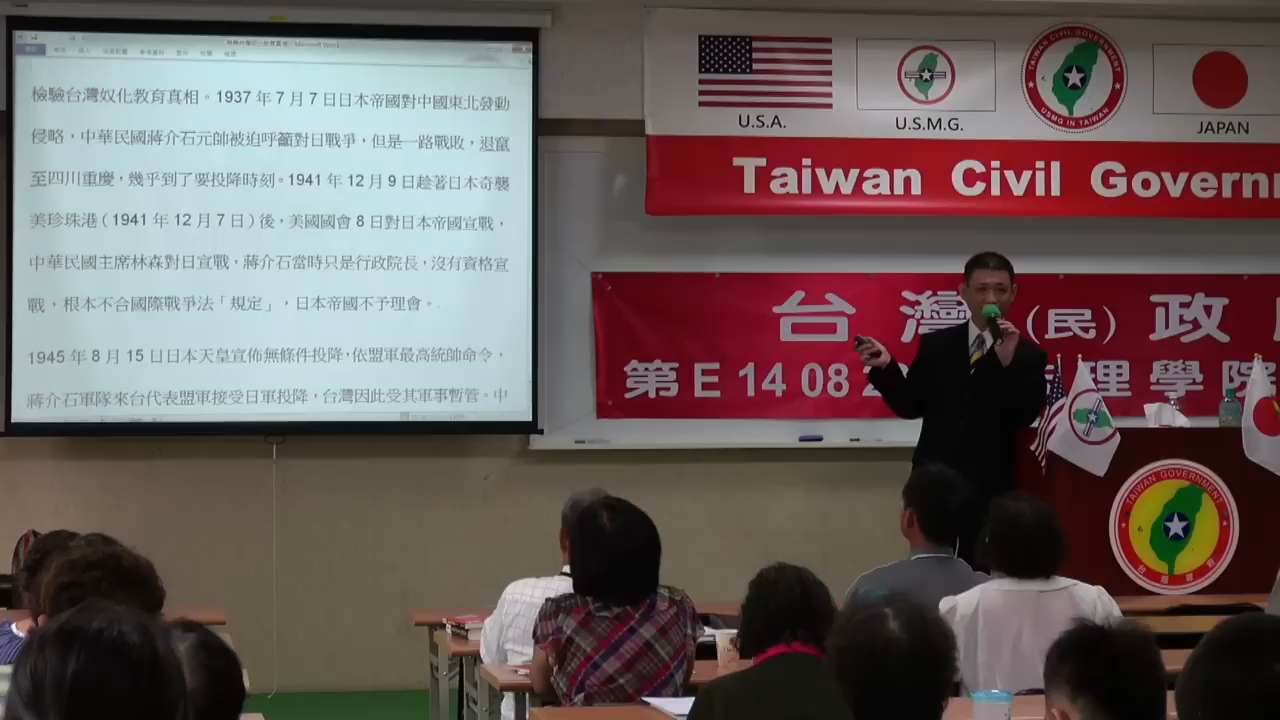 檢驗台灣奴化教育真相。1937 年 7 月 7 日日本帝國對中國東北發動
侵略，中華民國蔣介石元帥被迫呼籲對日戰爭，但是一路戰敗，退竄
至四川重慶，幾乎到了要投降時刻。1941 年 12 月 9 日趁著日本奇襲
美珍珠港（1941 年 12 月 7 日）後，美國國會 8 日對日本帝國宣戰，
中華民國主席林森對日宣戰，蔣介石當時只是行政院長，沒有資格宣
戰，根本不合國際戰爭法「規定」，日本帝國不予理會。
1945 年 8 月 15 日日本天皇宣佈無條件投降，依盟軍最高統帥命令，
蔣介石軍隊來台代表盟軍接受日軍投降，台灣因此受其軍事暫管。中
U.S.A.
U.S.M.G.
TAIWAN CIVIL GOVERNMENT
USMG IN TAIWAN
JAPAN
Taiwan Civil Govern
台灣（民）政
第 E 14 08 2 理學院
TAIWAN GOVERNMENT
台灣政府